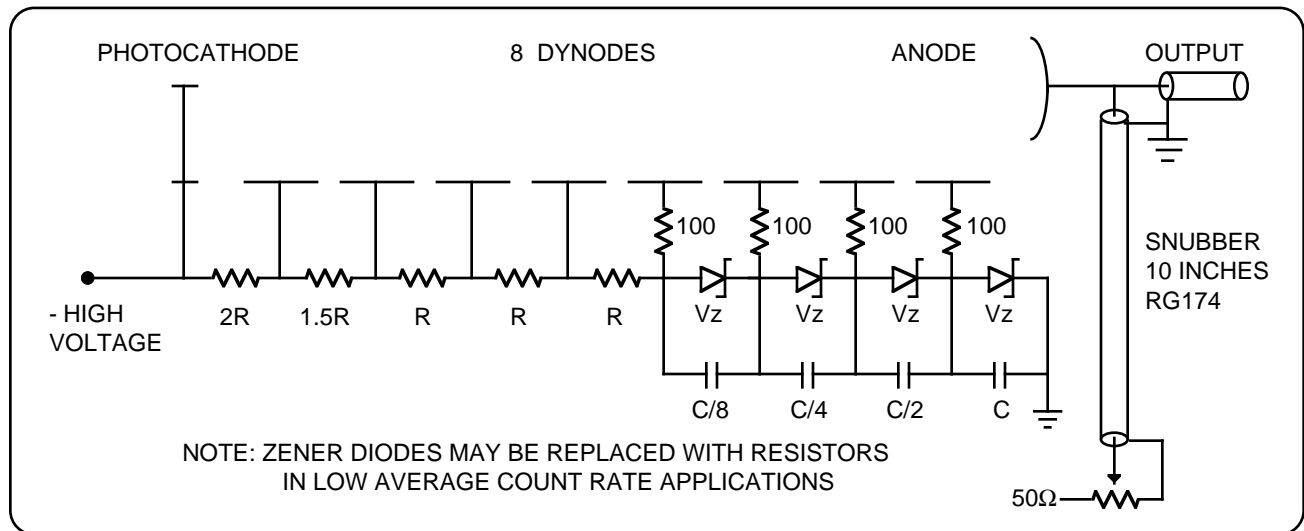 PHOTOCATHODE
8 DYNODES
ANODE
OUTPUT
100
100
100
100
SNUBBER
10 INCHES
RG174
- HIGH
VOLTAGE
2R
1.5R
R
R
R
Vz
Vz
Vz
Vz
C/8
C/4
C/2
C
NOTE: ZENER DIODES MAY BE REPLACED WITH RESISTORS
IN LOW AVERAGE COUNT RATE APPLICATIONS
50Ω